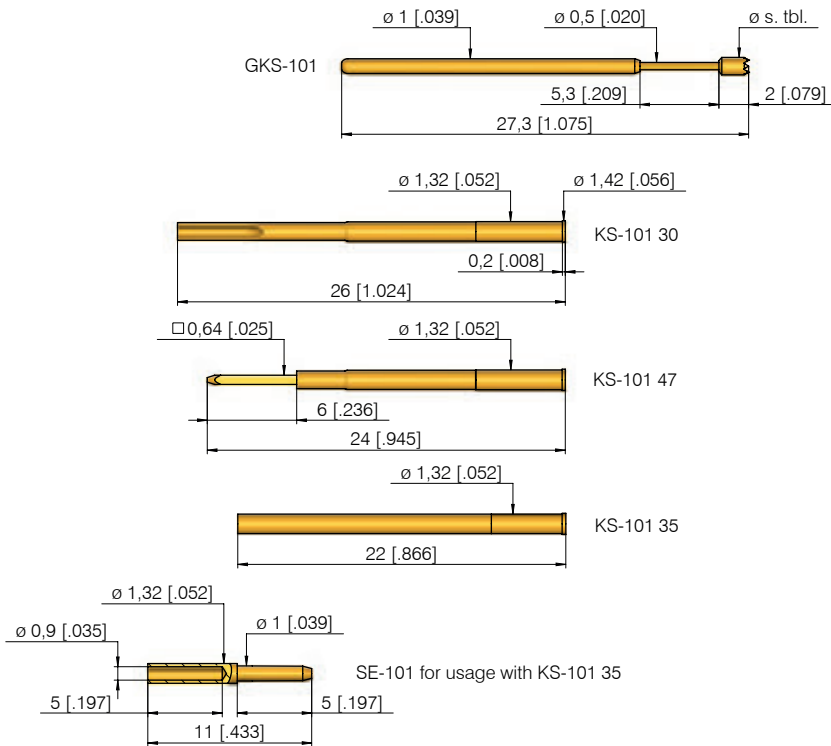 ø 1 [.039]
ø 0,5 [.020]
ø s. tbl.
GKS-101
5,3 [.209]
2 [.079]
27,3 [1.075]
ø 1,32 [.052]
ø 1,42 [.056]
KS-101 30
0,2 [.008]
26 [1.024]
□ 0,64 [.025]
ø 1,32 [.052]
KS-101 47
6 [.236]
24 [.945]
ø 1,32 [.052]
KS-101 35
22 [.866]
ø 1,32 [.052]
ø 1 [.039]
ø 0,9 [.035]
SE-101 for usage with KS-101 35
5 [.197]
5 [.197]
11 [.433]